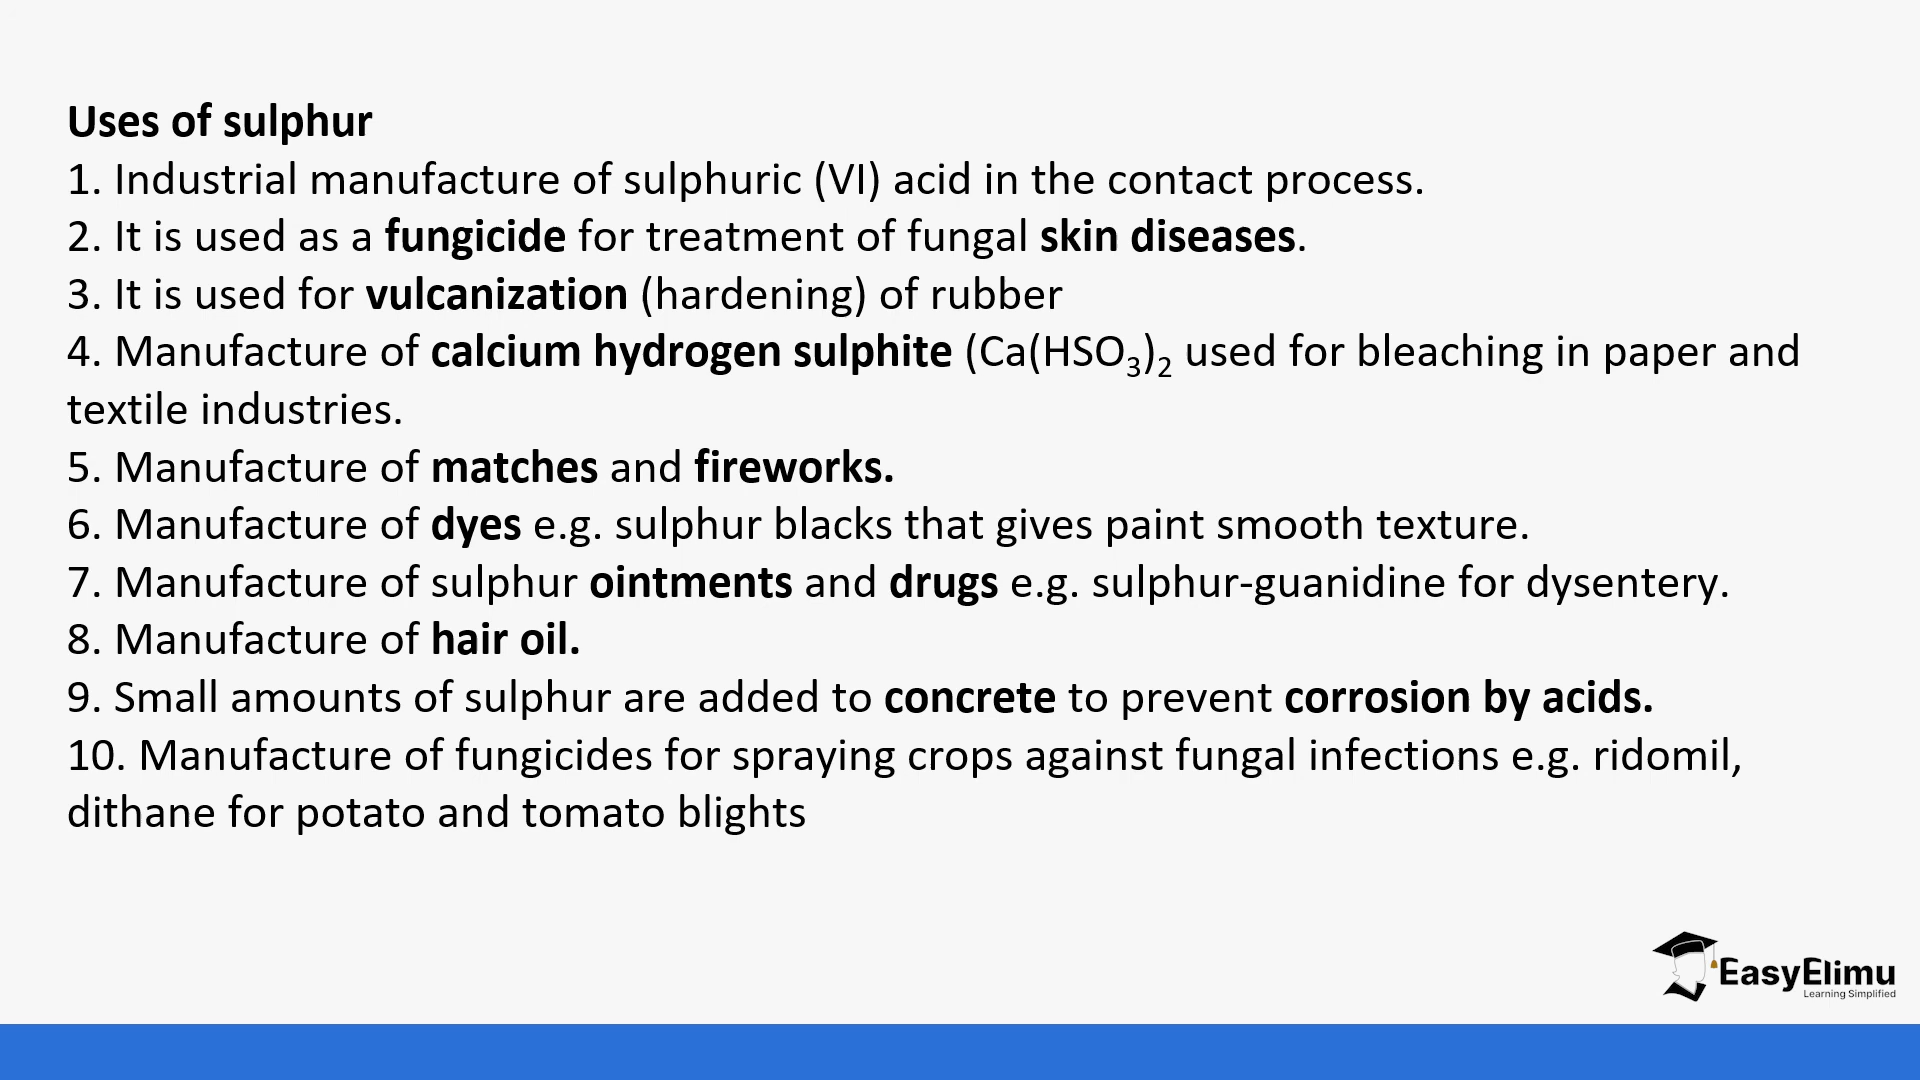 Uses of sulphur
1. Industrial manufacture of sulphuric (VI) acid in the contact process.
2. It is used as a fungicide for treatment of fungal skin diseases.
3. It is used for vulcanization (hardening) of rubber
4. Manufacture of calcium hydrogen sulphite (Ca(HSO₃)₂ used for bleaching in paper and
textile industries.
5. Manufacture of matches and fireworks.
6. Manufacture of dyes e.g. sulphur blacks that gives paint smooth texture.
7. Manufacture of sulphur ointments and drugs e.g. sulphur-guanidine for dysentery.
8. Manufacture of hair oil.
9. Small amounts of sulphur are added to concrete to prevent corrosion by acids.
10. Manufacture of fungicides for spraying crops against fungal infections e.g. ridomil,
dithane for potato and tomato blights
EasyElimu
Learning Simplified